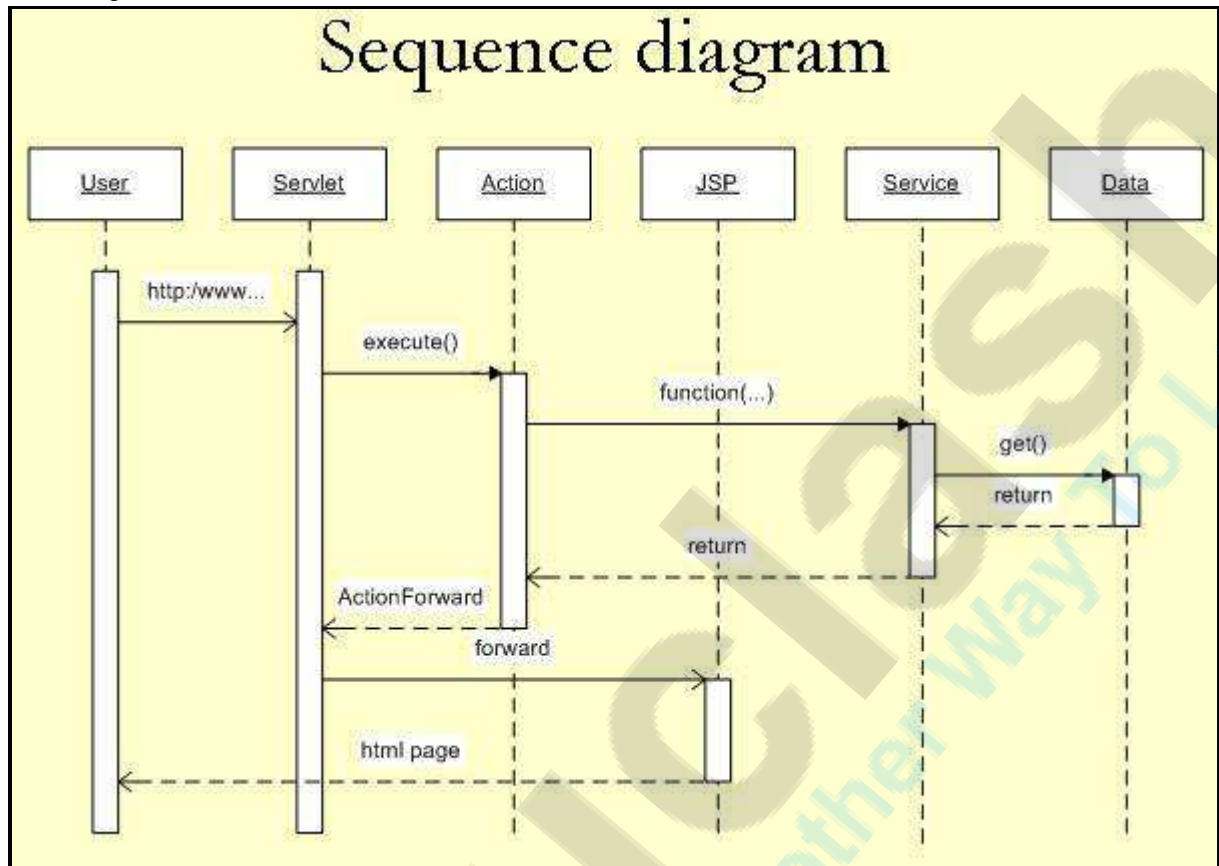 Sequence diagram
User
Servlet
Action
JSP
Service
Data
http:/www...
execute()
function(...)
get()
return
return
ActionForward
forward
html page